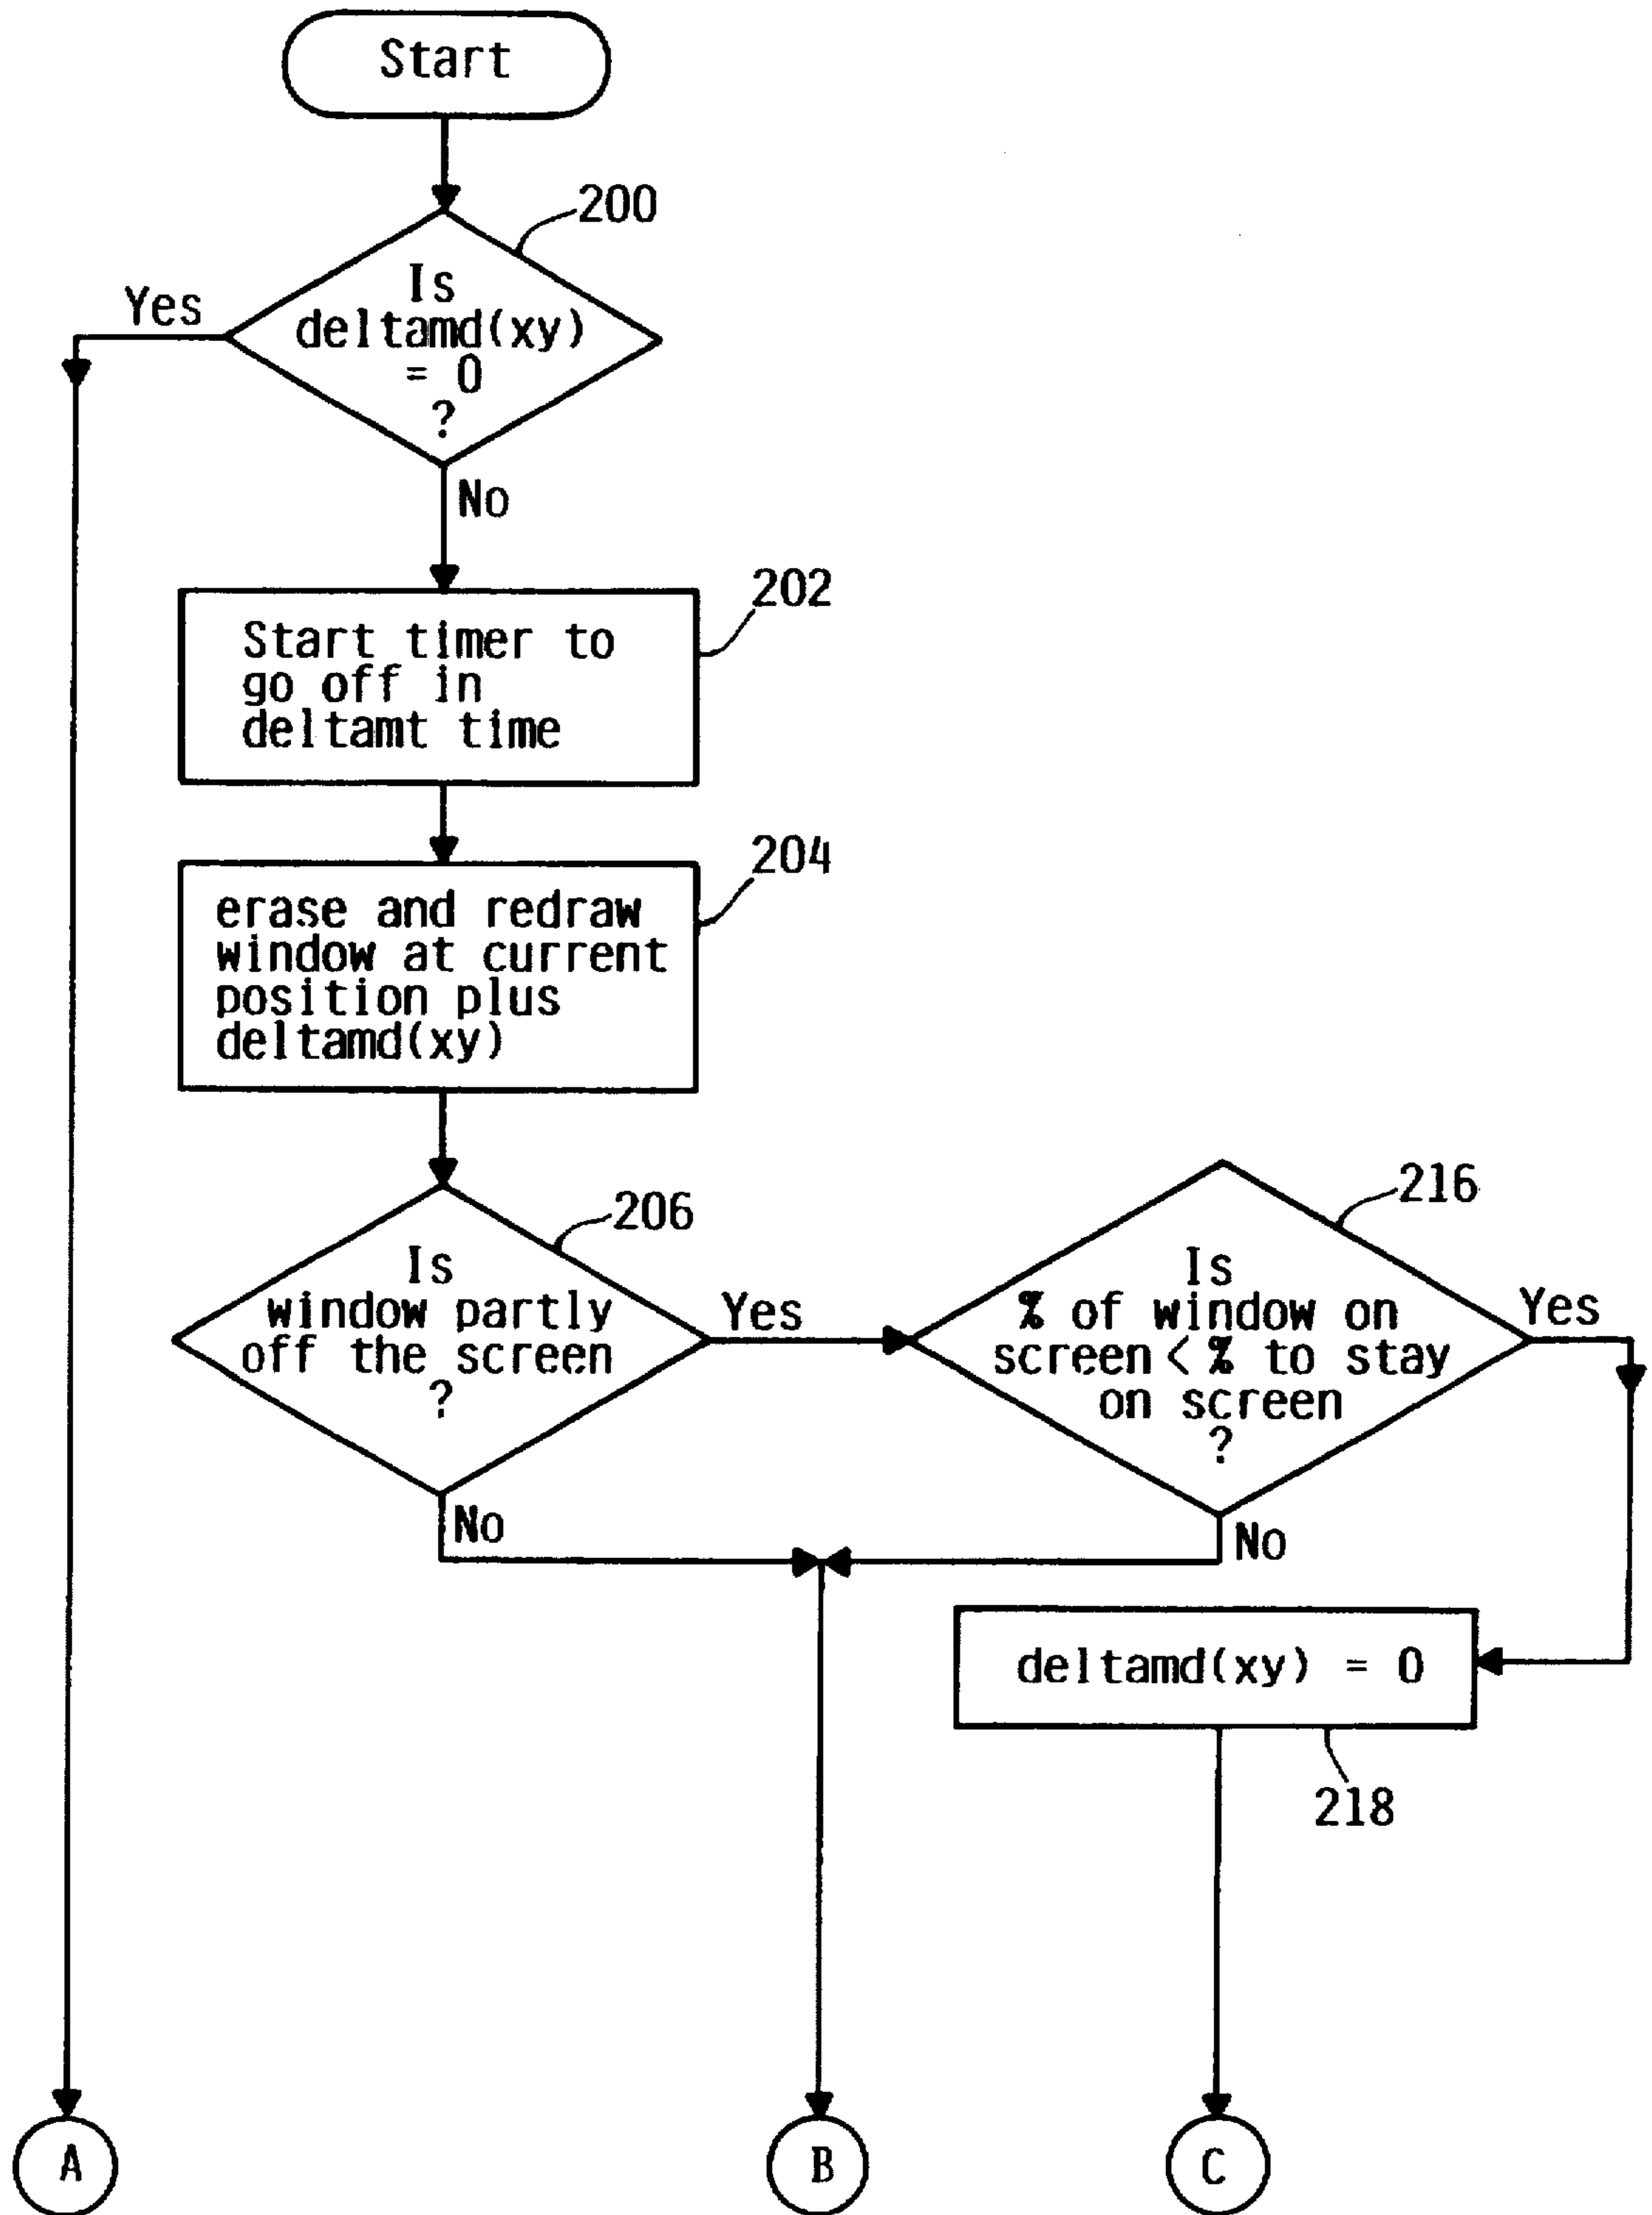 Start
200
Is
deltamd(xy)
= 0
?
Yes
No
202
Start timer to
go off in
deltamt time
204
erase and redraw
window at current
position plus
deltamd(xy)
206
Is
window partly
off the screen
?
Yes
No
216
Is
% of window on
screen < % to stay
on screen
?
Yes
No
deltamd(xy) = 0
218
A
B
C